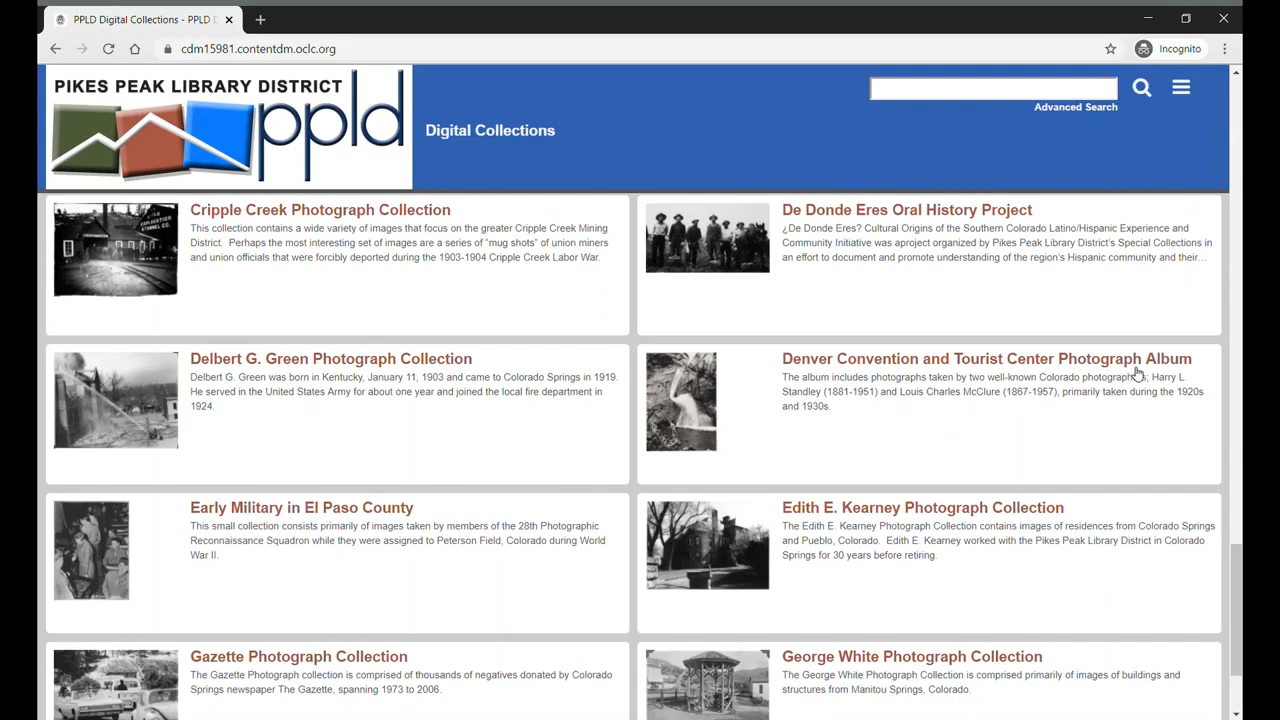 PPLD Digital Collections - PPLD
cdm15981.contentdm.oclc.org
Incognito
PIKES PEAK LIBRARY DISTRICT
ppld
Digital Collections
Advanced Search
Cripple Creek Photograph Collection
This collection contains a wide variety of images that focus on the greater Cripple Creek Mining
District. Perhaps the most interesting set of images are a series of "mug shots" of union miners
and union officials that were forcibly deported during the 1903-1904 Cripple Creek Labor War.
De Donde Eres Oral History Project
¿De Donde Eres? Cultural Origins of the Southern Colorado Latino/Hispanic Experience and
Community Initiative was aproject organized by Pikes Peak Library District's Special Collections in
an effort to document and promote understanding of the region's Hispanic community and their...
Delbert G. Green Photograph Collection
Delbert G. Green was born in Kentucky, January 11, 1903 and came to Colorado Springs in 1919.
He served in the United States Army for about one year and joined the local fire department in
1924.
Denver Convention and Tourist Center Photograph Album
The album includes photographs taken by two well-known Colorado photographers; Harry L.
Standley (1881-1951) and Louis Charles McClure (1867-1957), primarily taken during the 1920s
and 1930s.
Early Military in El Paso County
This small collection consists primarily of images taken by members of the 28th Photographic
Reconnaissance Squadron while they were assigned to Peterson Field, Colorado during World
War II.
Edith E. Kearney Photograph Collection
The Edith E. Kearney Photograph Collection contains images of residences from Colorado Springs
and Pueblo, Colorado. Edith E. Kearney worked with the Pikes Peak Library District in Colorado
Springs for 30 years before retiring.
Gazette Photograph Collection
The Gazette Photograph collection is comprised of thousands of negatives donated by Colorado
Springs newspaper The Gazette, spanning 1973 to 2006.
George White Photograph Collection
The George White Photograph Collection is comprised primarily of images of buildings and
structures from Manitou Springs, Colorado.